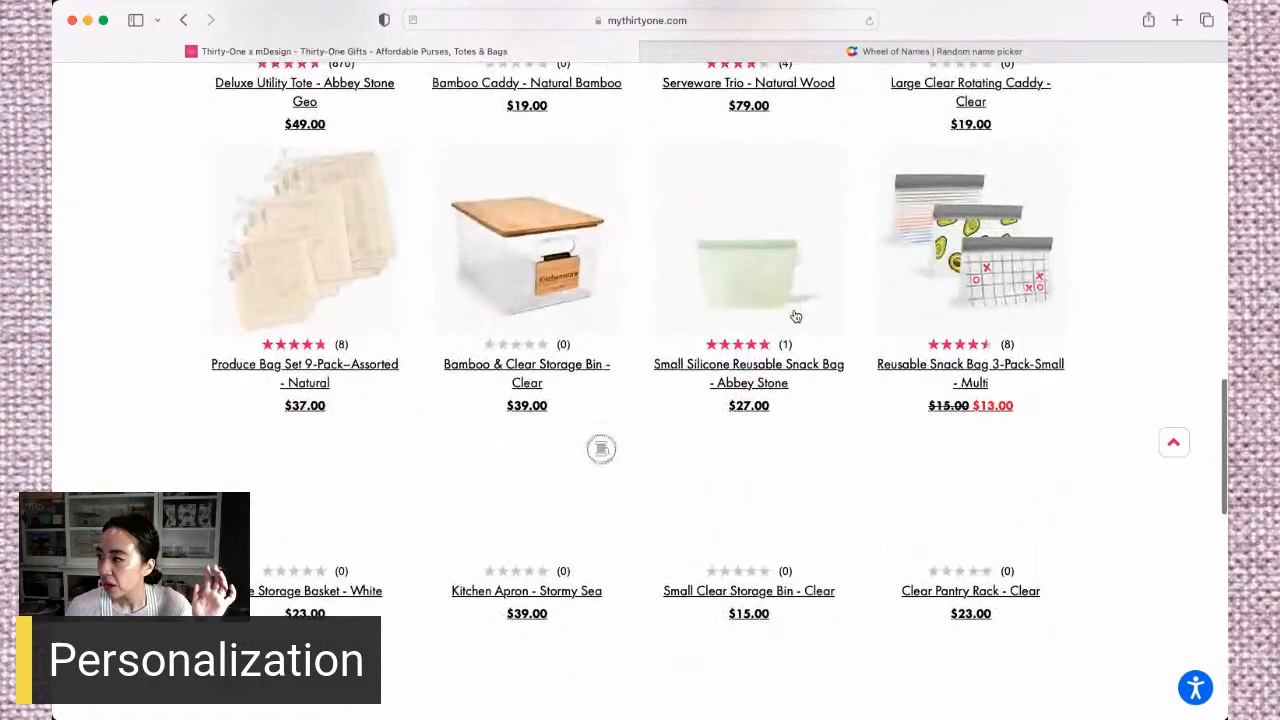 mythirtyone.com
Thirty-One x mDesign - Thirty-One Gifts - Affordable Purses, Totes & Bags
Wheel of Names | Random name picker
(670)
(0)
(4)
(0)
Deluxe Utility Tote - Abbey Stone
Geo
$49.00
Bamboo Caddy - Natural Bamboo
$19.00
Serveware Trio - Natural Wood
$79.00
Large Clear Rotating Caddy -
Clear
$19.00
Kitchenware
(8)
Produce Bag Set 9-Pack–Assorted
- Natural
$37.00
(0)
Bamboo & Clear Storage Bin -
Clear
$39.00
(1)
Small Silicone Reusable Snack Bag
- Abbey Stone
$27.00
(8)
Reusable Snack Bag 3-Pack-Small
- Multi
$15.00 $13.00
(0)
e Storage Basket - White
$23.00
(0)
Kitchen Apron - Stormy Sea
$39.00
(0)
Small Clear Storage Bin - Clear
$15.00
(0)
Clear Pantry Rack - Clear
$23.00
Personalization